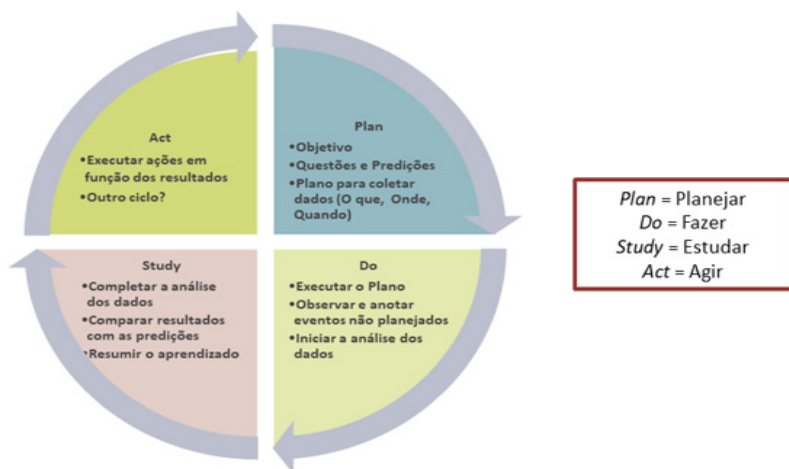 Act
•Executar ações em
função dos resultados
•Outro ciclo?
Plan
•Objetivo
•Questões e Predições
•Plano para coletar
dados (O que, Onde,
Quando)
Study
•Completar a análise
dos dados
•Comparar resultados
com as predições
•Resumir o aprendizado
Do
•Executar o Plano
•Observar e anotar
eventos não planejados
•Iniciar a análise dos
dados
Plan = Planejar
Do = Fazer
Study = Estudar
Act = Agir